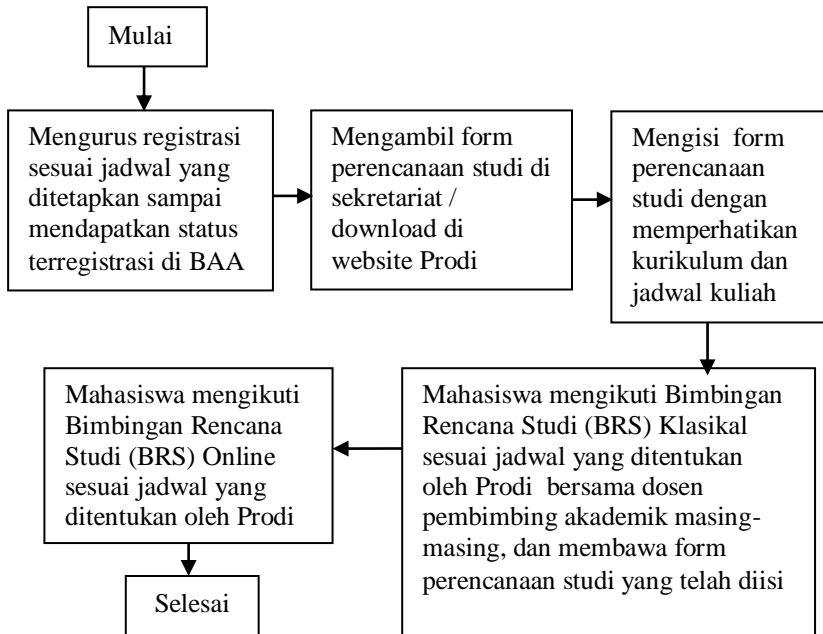 Mulai
Mengurus registrasi
sesuai jadwal yang
ditetapkan sampai
mendapatkan status
terregistrasi di BAA
Mengambil form
perencanaan studi di
sekretariat /
download di
website Prodi
Mengisi  form
perencanaan
studi dengan
memperhatikan
kurikulum dan
jadwal kuliah
Mahasiswa mengikuti Bimbingan
Rencana Studi (BRS) Klasikal
sesuai jadwal yang ditentukan
oleh Prodi  bersama dosen
pembimbing akademik masing-
masing, dan membawa form
perencanaan studi yang telah diisi
Mahasiswa mengikuti
Bimbingan Rencana
Studi (BRS) Online
sesuai jadwal yang
ditentukan oleh Prodi
Selesai